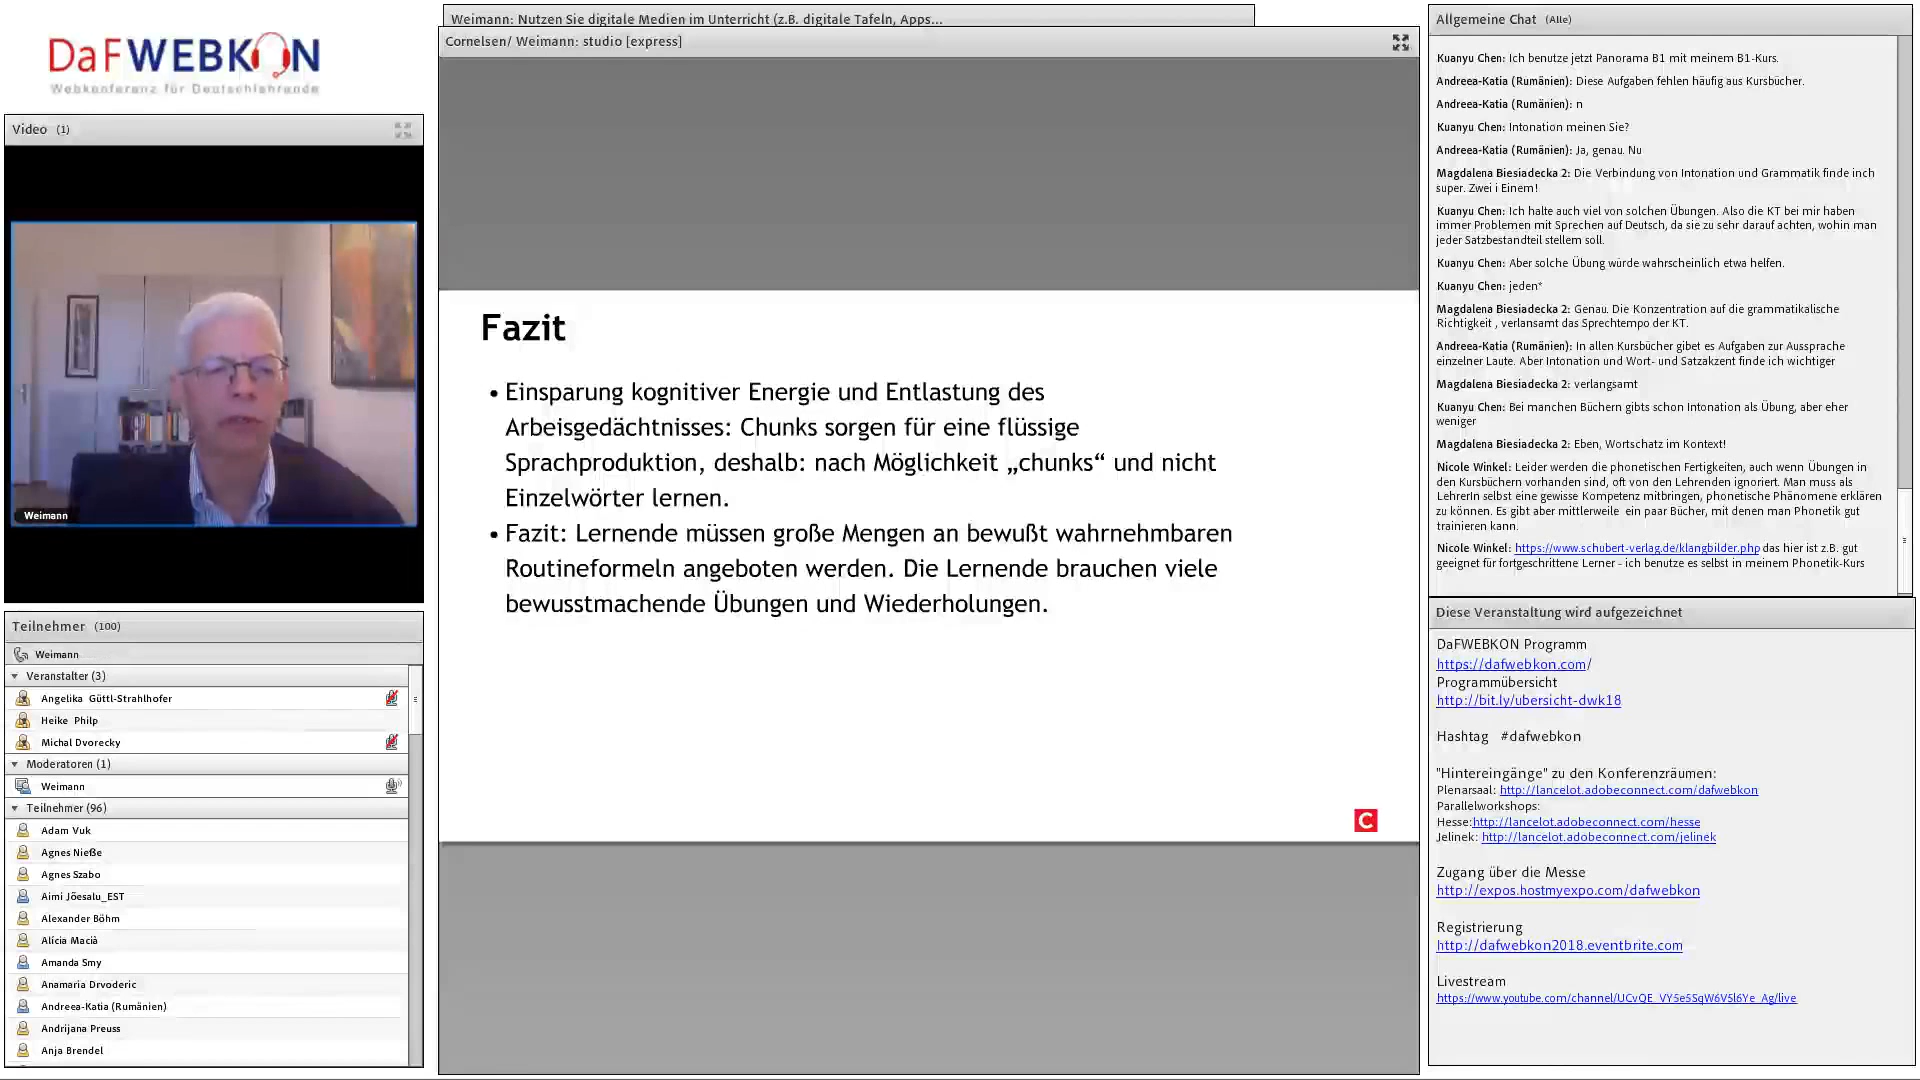 DaFWEBKON
Webkonferenz für Deutschlehrende
Video (1)
Weimann
Teilnehmer (100)
Weimann
Veranstalter (3)
Angelika Güttl-Strahlhofer
Heike Philp
Michal Dvorecky
Moderatoren (1)
Weimann
Teilnehmer (96)
Adam Vuk
Agnes Nieße
Agnes Szabo
Aimi Jõesalu_EST
Alexander Böhm
Alícia Macià
Amanda Smy
Anamaria Drvoderic
Andreea-Katia (Rumänien)
Andrijana Preuss
Anja Brendel
Weimann: Nutzen Sie digitale Medien im Unterricht (z.B. digitale Tafeln, Apps...
Cornelsen/ Weimann: studio [express]
Fazit
• Einsparung kognitiver Energie und Entlastung des
Arbeisgedächtnisses: Chunks sorgen für eine flüssige
Sprachproduktion, deshalb: nach Möglichkeit „chunks“ und nicht
Einzelwörter lernen.
• Fazit: Lernende müssen große Mengen an bewußt wahrnehmbaren
Routineformeln angeboten werden. Die Lernende brauchen viele
bewusstmachende Übungen und Wiederholungen.
C
Allgemeine Chat (Alle)
Kuanyu Chen: Ich benutze jetzt Panorama B1 mit meinem B1-Kurs.
Andreea-Katia (Rumänien): Diese Aufgaben fehlen häufig aus Kursbücher.
Andreea-Katia (Rumänien): n
Kuanyu Chen: Intonation meinen Sie?
Andreea-Katia (Rumänien): Ja, genau. Nu
Magdalena Biesiadecka 2: Die Verbindung von Intonation und Grammatik finde inch
super. Zwei i Einem!
Kuanyu Chen: Ich halte auch viel von solchen Übungen. Also die KT bei mir haben
immer Problemen mit Sprechen auf Deutsch, da sie zu sehr darauf achten, wohin man
jeder Satzbestandteil stellem soll.
Kuanyu Chen: Aber solche Übung würde wahrscheinlich etwa helfen.
Kuanyu Chen: jeden*
Magdalena Biesiadecka 2: Genau. Die Konzentration auf die grammatikalische
Richtigkeit , verlansamt das Sprechtempo der KT.
Andreea-Katia (Rumänien): In allen Kursbücher gibet es Aufgaben zur Aussprache
einzelner Laute. Aber Intonation und Wort- und Satzakzent finde ich wichtiger
Magdalena Biesiadecka 2: verlangsamt
Kuanyu Chen: Bei manchen Büchern gibts schon Intonation als Übung, aber eher
weniger
Magdalena Biesiadecka 2: Eben, Wortschatz im Kontext!
Nicole Winkel: Leider werden die phonetischen Fertigkeiten, auch wenn Übungen in
den Kursbüchern vorhanden sind, oft von den Lehrenden ignoriert. Man muss als
LehrerIn selbst eine gewisse Kompetenz mitbringen, phonetische Phänomene erklären
zu können. Es gibt aber mittlerweile ein paar Bücher, mit denen man Phonetik gut
trainieren kann.
Nicole Winkel: https://www.schubert-verlag.de/klangbilder.php das hier ist z.B. gut
geeignet für fortgeschrittene Lerner - ich benutze es selbst in meinem Phonetik-Kurs
Diese Veranstaltung wird aufgezeichnet
DaFWEBKON Programm
https://dafwebkon.com/
Programmübersicht
http://bit.ly/ubersicht-dwk18
Hashtag #dafwebkon
"Hintereingänge" zu den Konferenzräumen:
Plenarsaal: http://lancelot.adobeconnect.com/dafwebkon
Parallelworkshops:
Hesse:http://lancelot.adobeconnect.com/hesse
Jelinek: http://lancelot.adobeconnect.com/jelinek
Zugang über die Messe
http://expos.hostmyexpo.com/dafwebkon
Registrierung
http://dafwebkon2018.eventbrite.com
Livestream
https://www.youtube.com/channel/UCvQE_VY5e5SqW6V5l6Ye_Ag/live